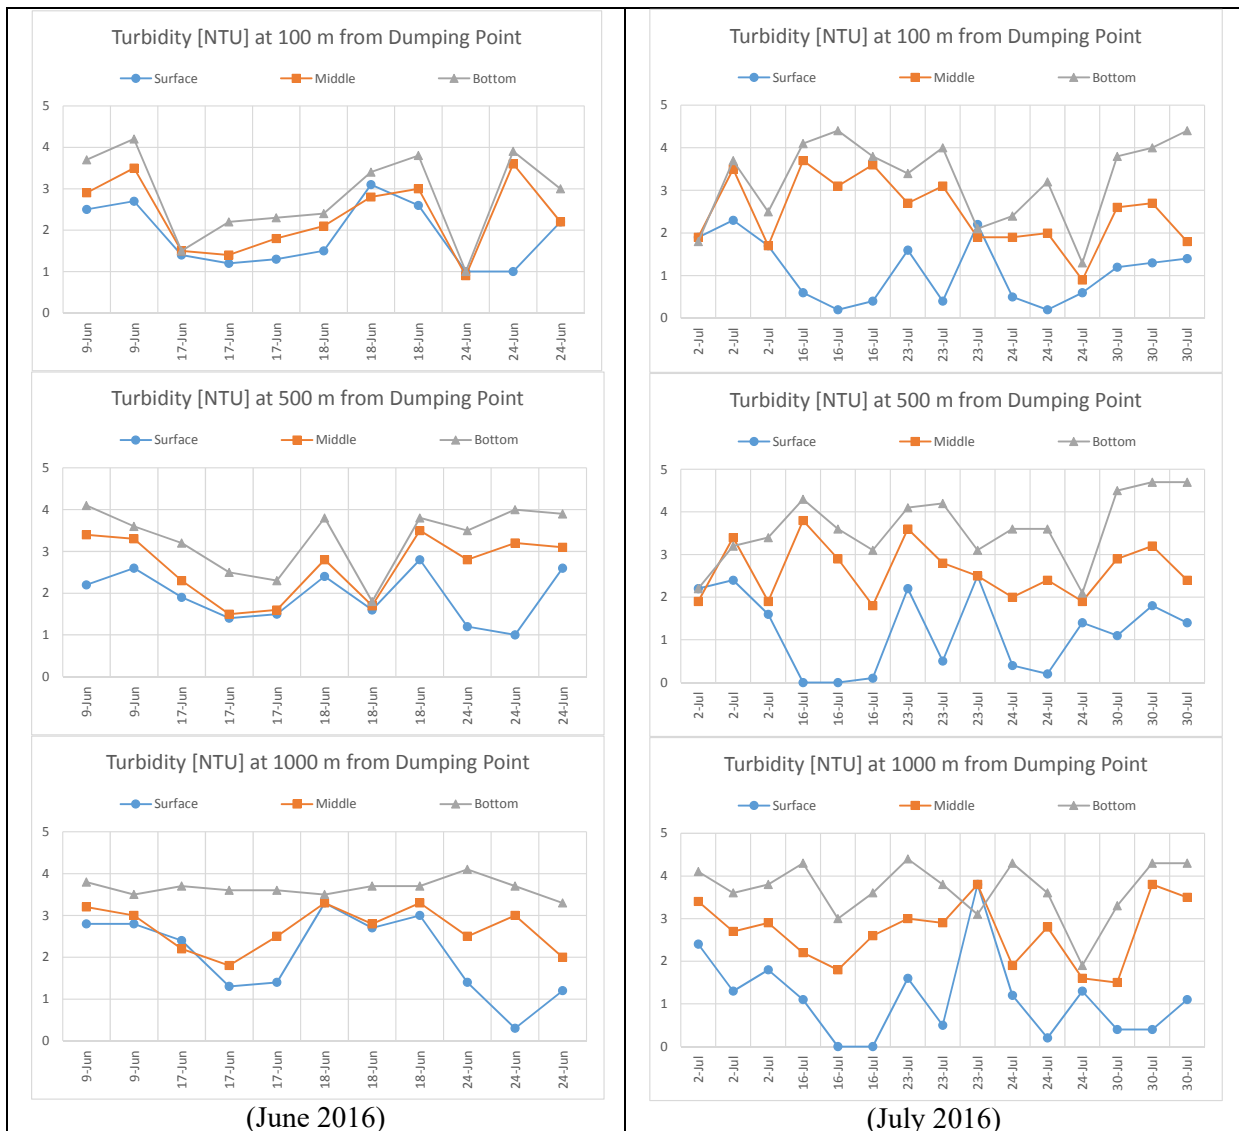 Turbidity [NTU] at 100 m from Dumping Point
Surface Middle Bottom
5
4
3
2
1
0
9-Jun 9-Jun 17-Jun 17-Jun 17-Jun 18-Jun 18-Jun 18-Jun 24-Jun 24-Jun 24-Jun
Turbidity [NTU] at 500 m from Dumping Point
Surface Middle Bottom
5
4
3
2
1
0
9-Jun 9-Jun 17-Jun 17-Jun 17-Jun 18-Jun 18-Jun 18-Jun 24-Jun 24-Jun 24-Jun
Turbidity [NTU] at 1000 m from Dumping Point
Surface Middle Bottom
5
4
3
2
1
0
9-Jun 9-Jun 17-Jun 17-Jun 17-Jun 18-Jun 18-Jun 18-Jun 24-Jun 24-Jun 24-Jun
(June 2016)
Turbidity [NTU] at 100 m from Dumping Point
Surface Middle Bottom
5
4
3
2
1
0
2-Jul 2-Jul 2-Jul 16-Jul 16-Jul 16-Jul 23-Jul 23-Jul 23-Jul 24-Jul 24-Jul 24-Jul 30-Jul 30-Jul 30-Jul
Turbidity [NTU] at 500 m from Dumping Point
Surface Middle Bottom
5
4
3
2
1
0
2-Jul 2-Jul 2-Jul 16-Jul 16-Jul 16-Jul 23-Jul 23-Jul 23-Jul 24-Jul 24-Jul 24-Jul 30-Jul 30-Jul 30-Jul
Turbidity [NTU] at 1000 m from Dumping Point
Surface Middle Bottom
5
4
3
2
1
0
2-Jul 2-Jul 2-Jul 16-Jul 16-Jul 16-Jul 23-Jul 23-Jul 23-Jul 24-Jul 24-Jul 24-Jul 30-Jul 30-Jul 30-Jul
(July 2016)